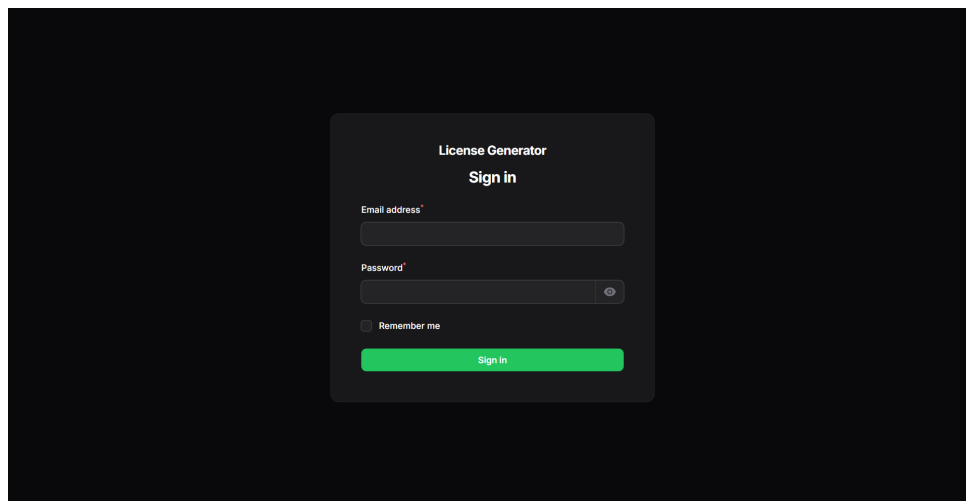 License Generator
Sign in
Email address*
Password*
Remember me
Sign in